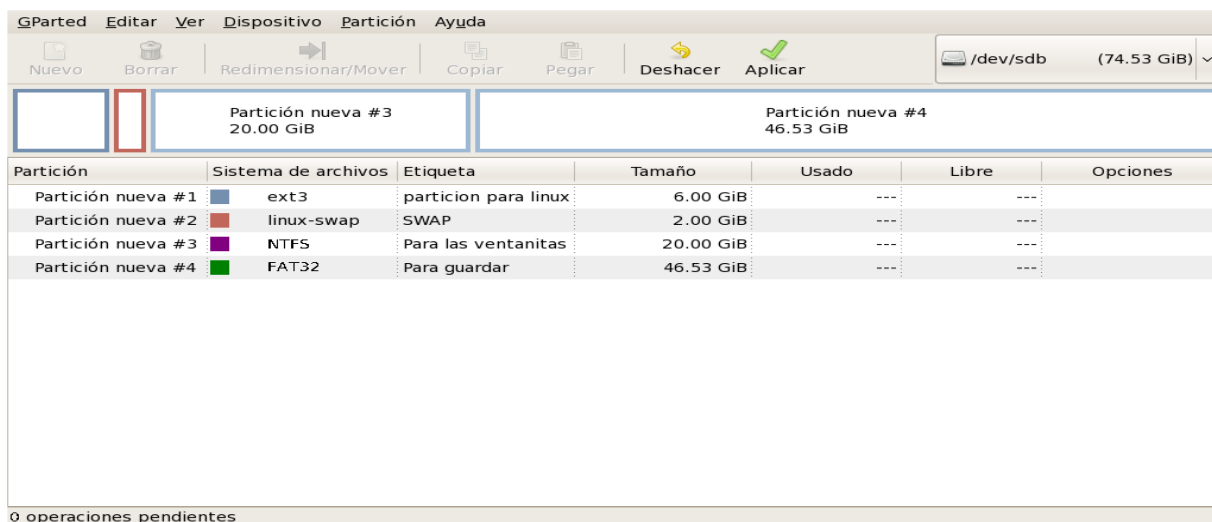 GParted Editar Ver Dispositivo Partición Ayuda
Nuevo Borrar Redimensionar/Mover Copiar Pegar Deshacer Aplicar /dev/sdb (74.53 GiB)
Partición nueva #3 Partición nueva #4
20.00 GiB 46.53 GiB
Partición Sistema de archivos Etiqueta Tamaño Usado Libre Opciones
Partición nueva #1 ext3 particion para linux 6.00 GiB --- ---
Partición nueva #2 linux-swap SWAP 2.00 GiB --- ---
Partición nueva #3 NTFS Para las ventanitas 20.00 GiB --- ---
Partición nueva #4 FAT32 Para guardar 46.53 GiB --- ---
0 operaciones pendientes